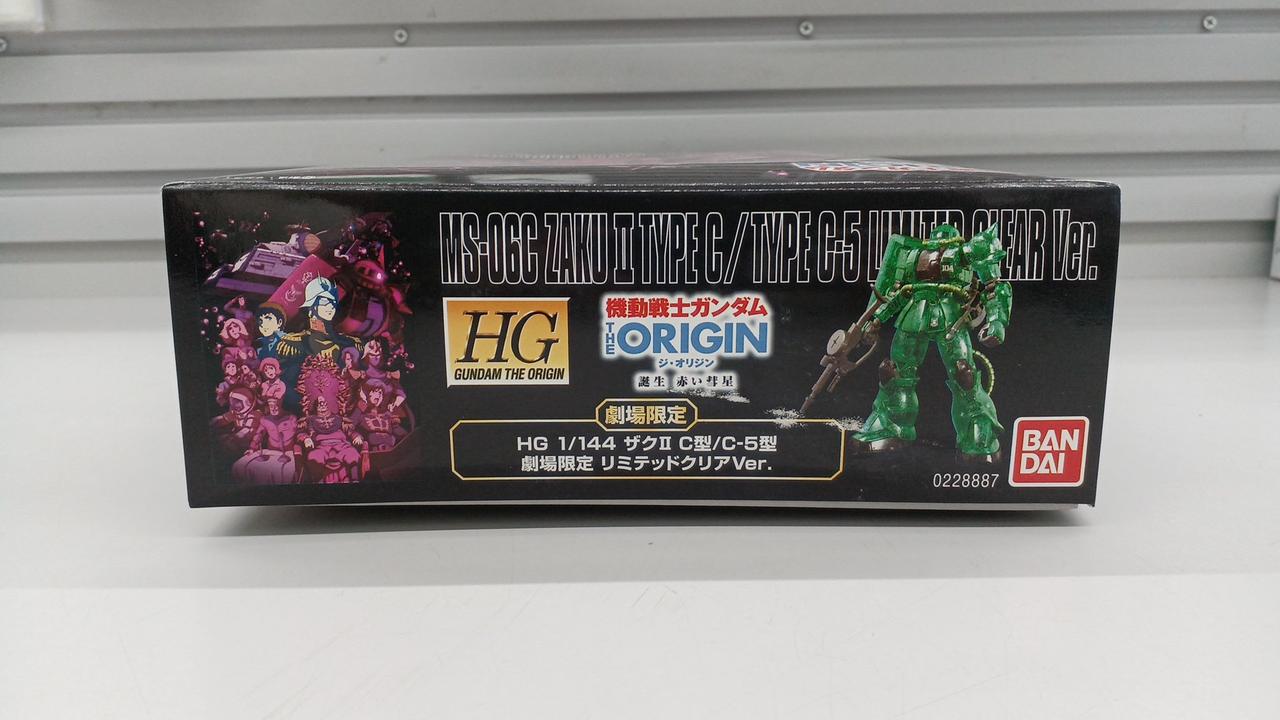 MS-06C ZAKU II TYPE C / TYPE C-5 LIMITED CLEAR Ver.
HG
GUNDAM THE ORIGIN
機動戦士ガンダム
THE ORIGIN
ジ・オリジン
誕生 赤い彗星
劇場限定
HG 1/144 ザクII C型/C-5型
劇場限定 リミテッドクリアVer.
104
0228887
BAN
DAI